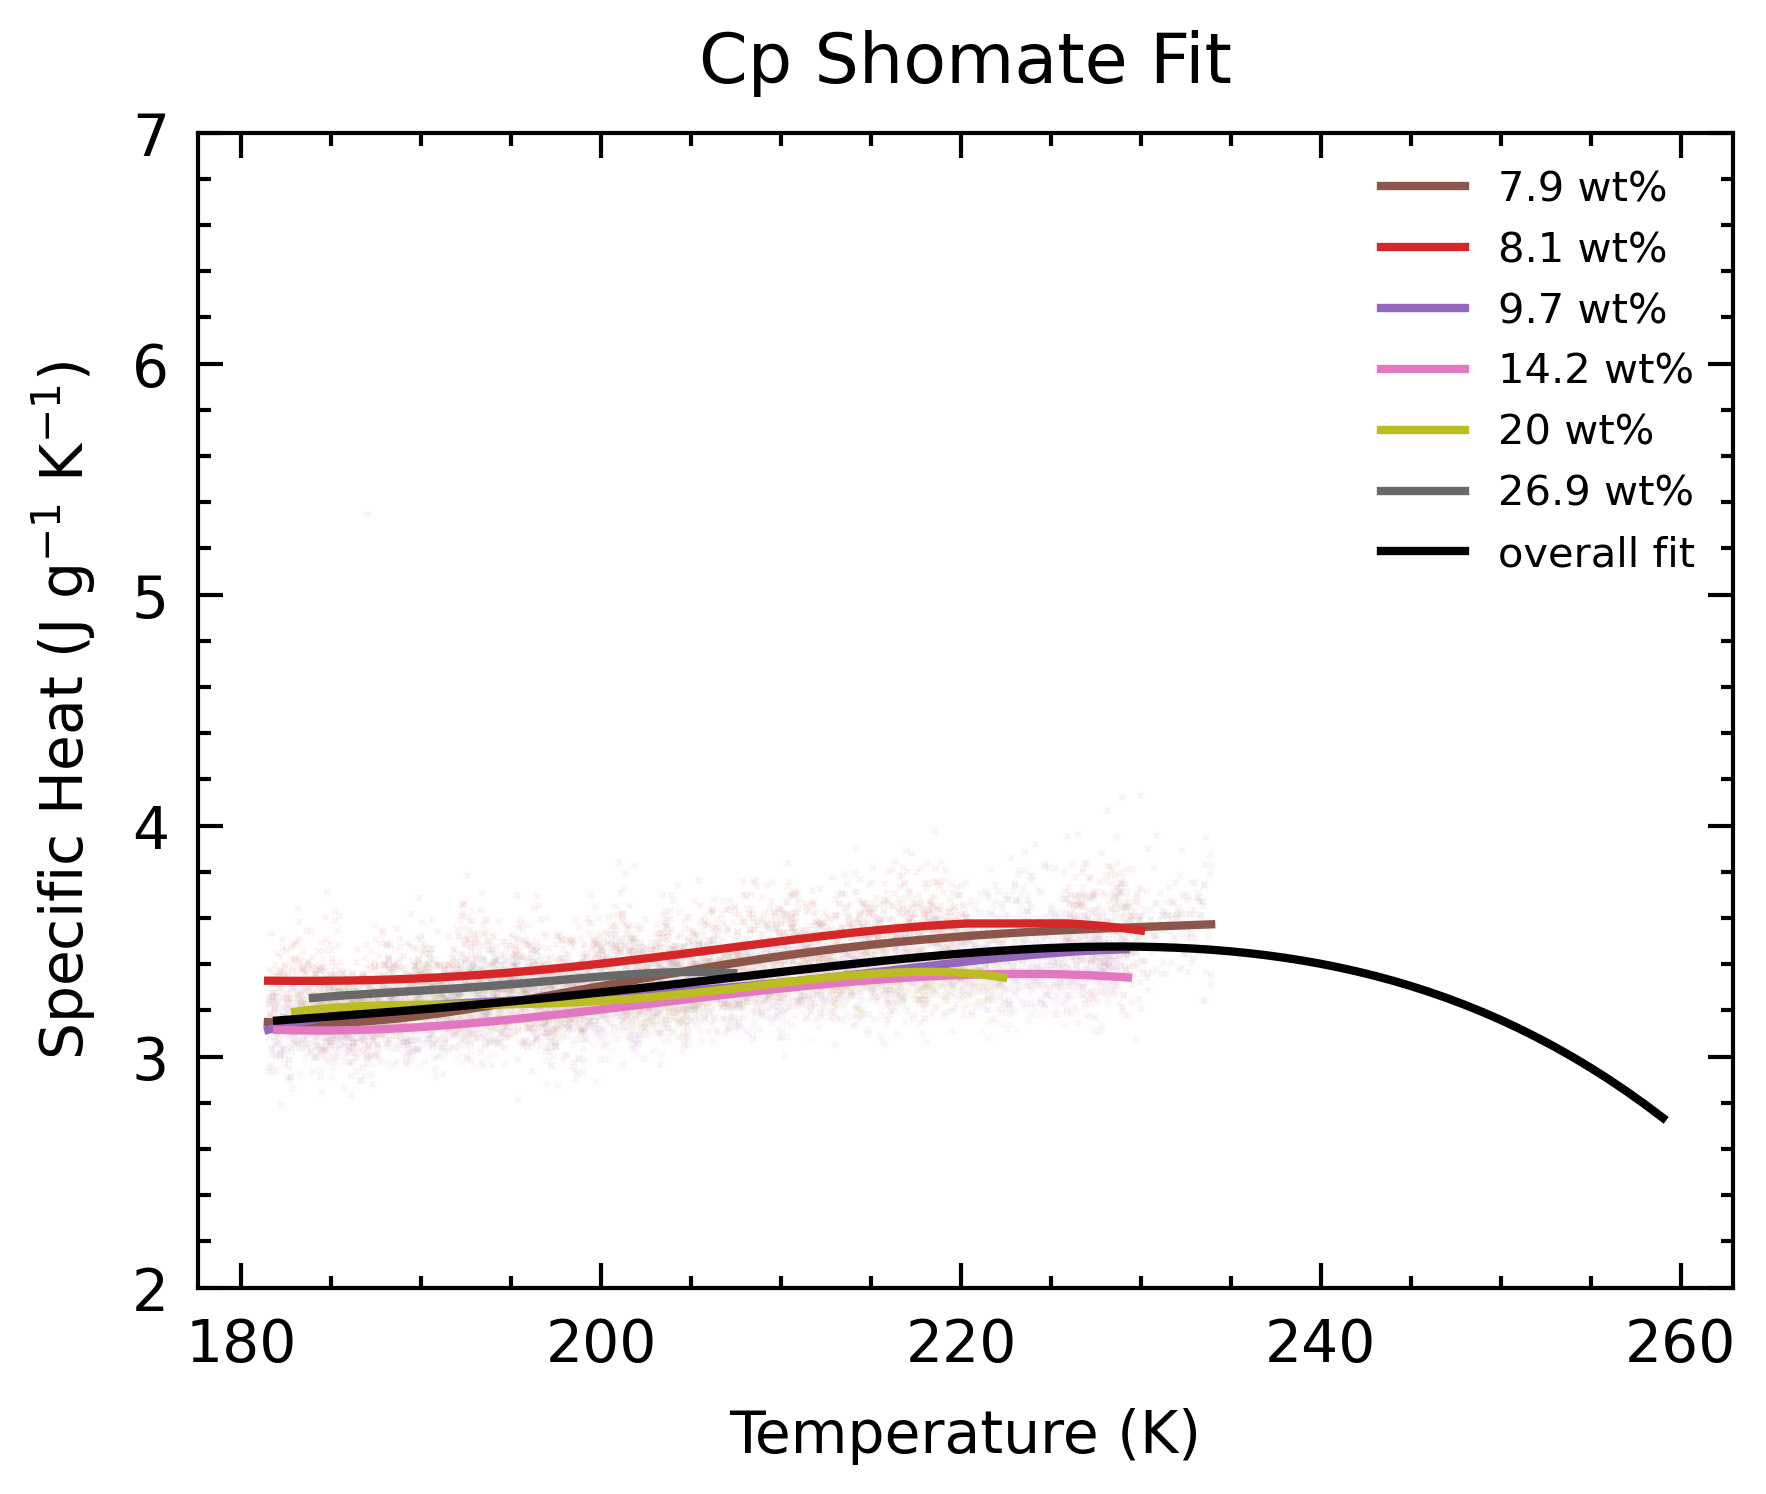 Cp Shomate Fit
7
6
5
4
3
2
Specific Heat (J g⁻¹ K⁻¹)
7.9 wt%
8.1 wt%
9.7 wt%
14.2 wt%
20 wt%
26.9 wt%
overall fit
180 200 220 240 260
Temperature (K)